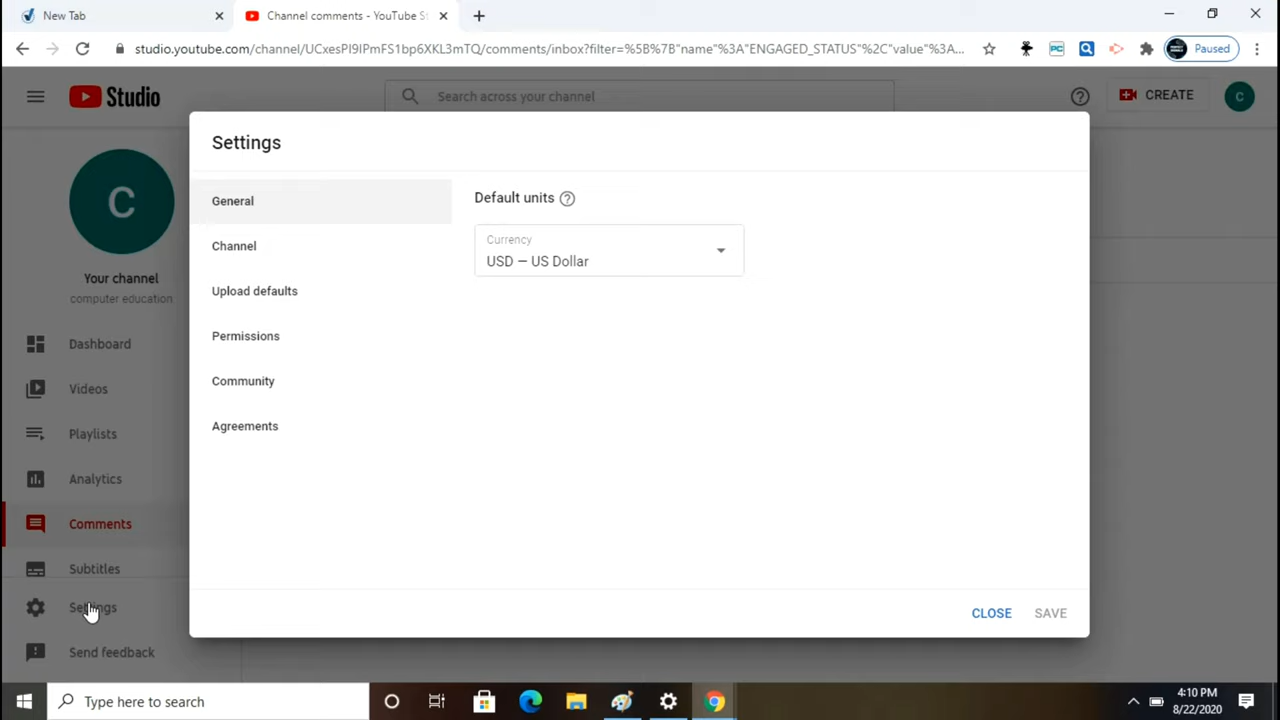 New Tab
Channel comments - YouTube St
studio.youtube.com/channel/UCxesPI9IPmFS1bp6XKL3mTQ/comments/inbox?filter=%5B%7B"name"%3A"ENGAGED_STATUS"%2C"value"%3A...
PC
Paused
Studio
Search across your channel
CREATE
C
C
Your channel
computer education
Dashboard
Videos
Playlists
Analytics
Comments
Subtitles
Settings
Send feedback
Settings
General
Channel
Upload defaults
Permissions
Community
Agreements
Default units
Currency
USD – US Dollar
CLOSE
SAVE
Type here to search
4:10 PM
8/22/2020